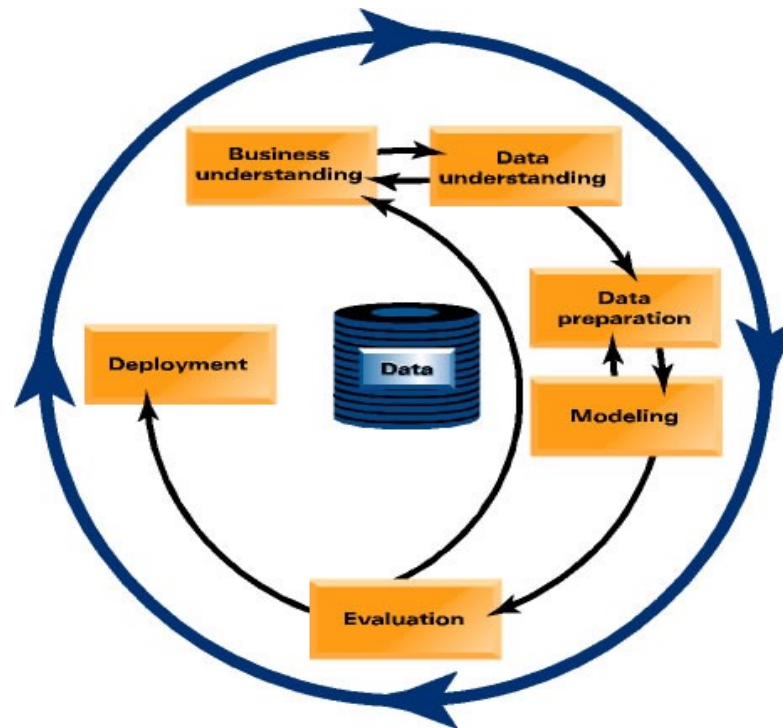 Business
understanding
Data
understanding
Data
preparation
Modeling
Evaluation
Deployment
Data